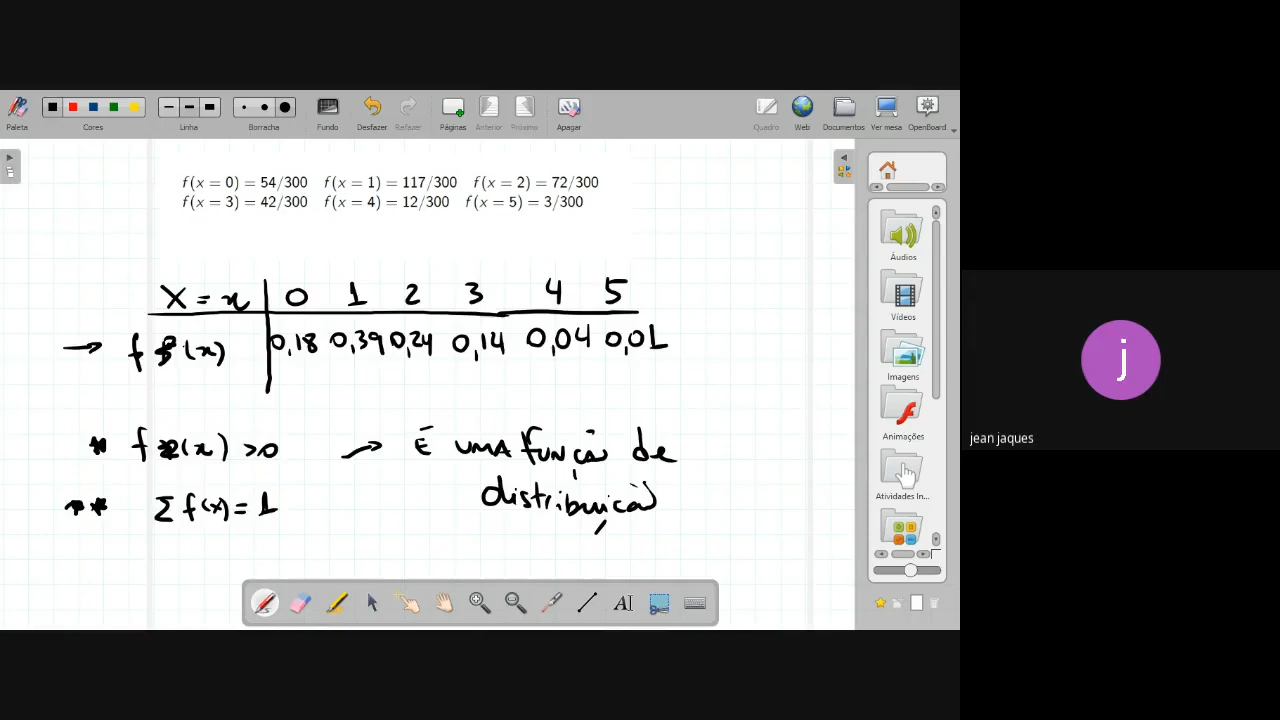 Paleta Cores Linha Borracha Fundo Desfazer Refazer Páginas Anterior Próximo Apagar Quadro Web Documentos Ver mesa OpenBoard
f(x = 0) = 54/300 f(x = 1) = 117/300 f(x = 2) = 72/300
f(x = 3) = 42/300 f(x = 4) = 12/300 f(x = 5) = 3/300
X = x 0 1 2 3 4 5
→ f (x) 0,18 0,39 0,24 0,14 0,04 0,01
* f (x) >0 → É UMA função de
distribuição
** Σ f(x) = 1
Áudios
Vídeos
Imagens
Animações
Atividades In...
AI
j
jean jaques